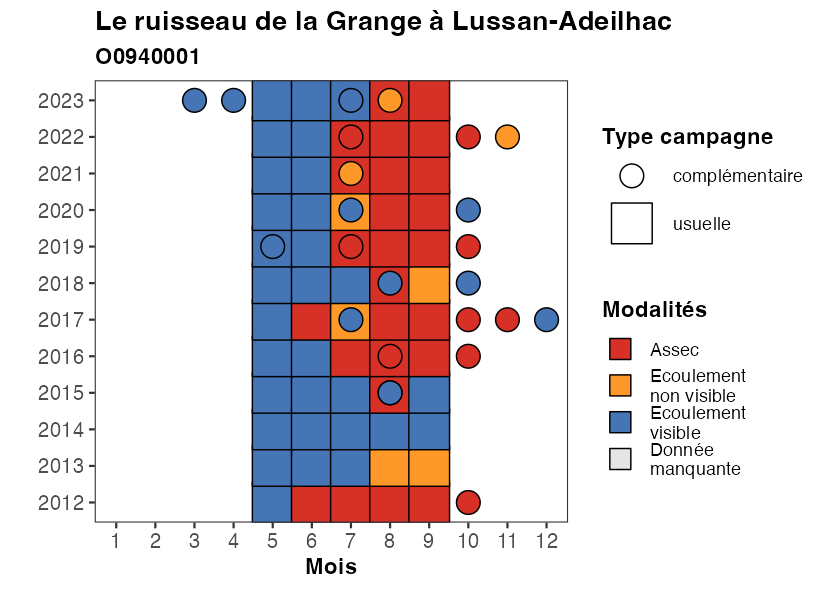 Le ruisseau de la Grange à Lussan-Adeilhac
O0940001
2023
2022
2021
2020
2019
2018
2017
2016
2015
2014
2013
2012
1 2 3 4 5 6 7 8 9 10 11 12
Mois
Type campagne
complémentaire
usuelle
Modalités
Assec
Ecoulement
non visible
Ecoulement
visible
Donnée
manquante